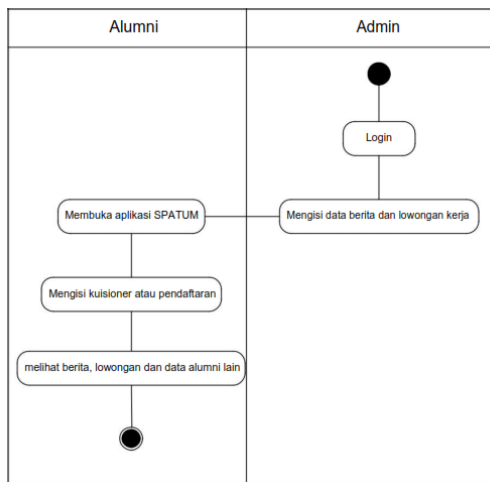 Alumni
Admin
Login
Membuka aplikasi SPATUM
Mengisi data berita dan lowongan kerja
Mengisi kuisioner atau pendaftaran
melihat berita, lowongan dan data alumni lain